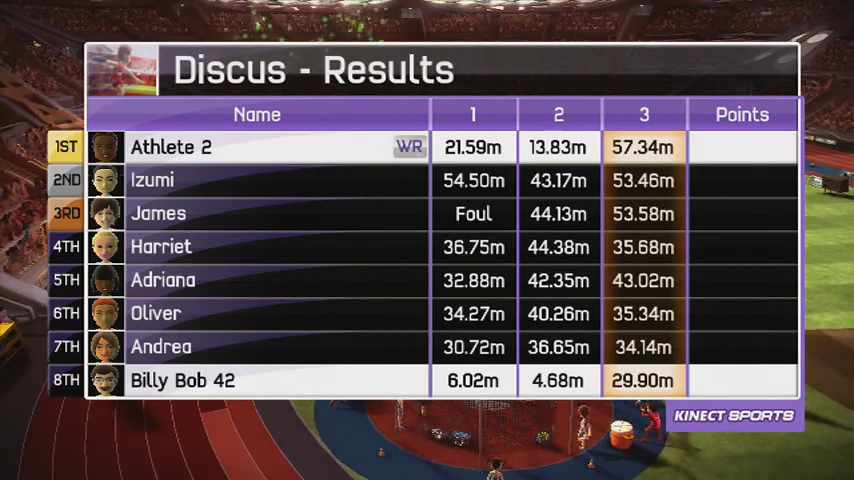 Discus - Results
Name 1 2 3 Points
1ST Athlete 2 WR 21.59m 13.83m 57.34m
2ND Izumi 54.50m 43.17m 53.46m
3RD James Foul 44.13m 53.58m
4TH Harriet 36.75m 44.38m 35.68m
5TH Adriana 32.88m 42.35m 43.02m
6TH Oliver 34.27m 40.26m 35.34m
7TH Andrea 30.72m 36.65m 34.14m
8TH Billy Bob 42 6.02m 4.68m 29.90m
KINECT SPORTS